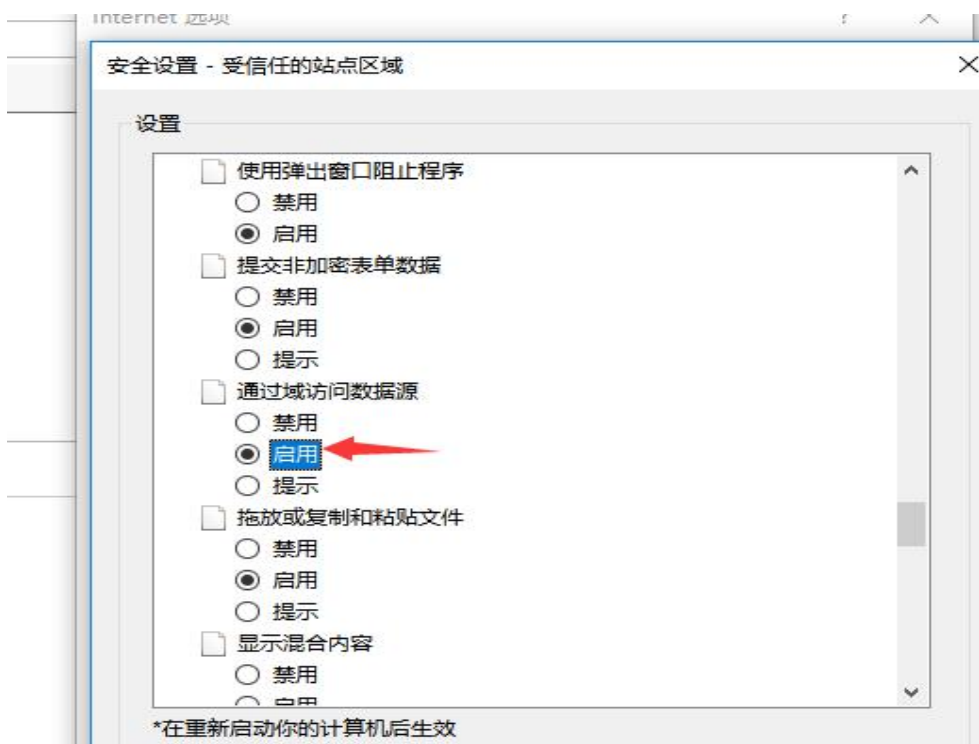 Internet 选项
安全设置 - 受信任的站点区域
设置
使用弹出窗口阻止程序
禁用
启用
提交非加密表单数据
禁用
启用
提示
通过域访问数据源
禁用
启用
提示
拖放或复制和粘贴文件
禁用
启用
提示
显示混合内容
禁用
启用
*在重新启动你的计算机后生效